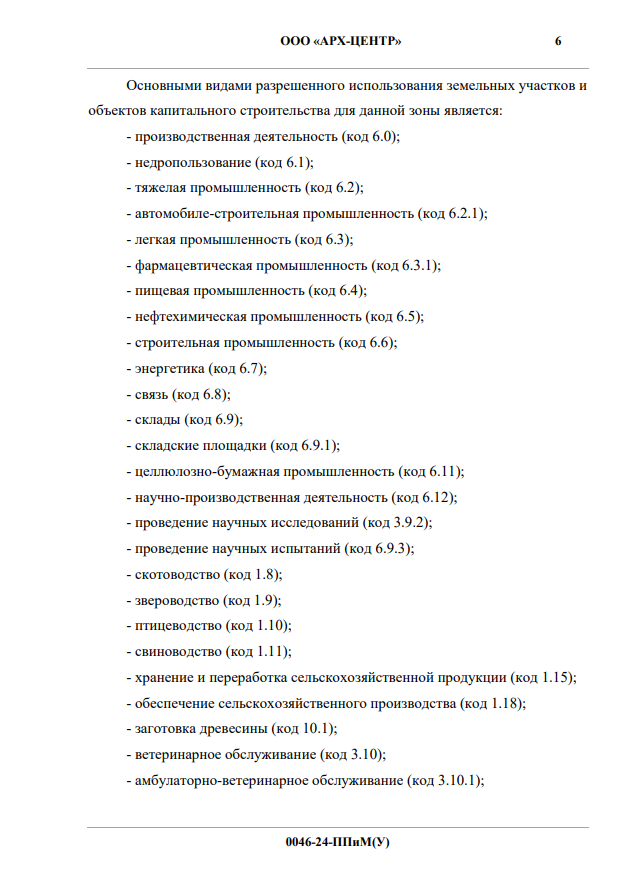 ООО «АРХ-ЦЕНТР» 6
Основными видами разрешенного использования земельных участков и
объектов капитального строительства для данной зоны является:
- производственная деятельность (код 6.0);
- недропользование (код 6.1);
- тяжелая промышленность (код 6.2);
- автомобиле-строительная промышленность (код 6.2.1);
- легкая промышленность (код 6.3);
- фармацевтическая промышленность (код 6.3.1);
- пищевая промышленность (код 6.4);
- нефтехимическая промышленность (код 6.5);
- строительная промышленность (код 6.6);
- энергетика (код 6.7);
- связь (код 6.8);
- склады (код 6.9);
- складские площадки (код 6.9.1);
- целлюлозно-бумажная промышленность (код 6.11);
- научно-производственная деятельность (код 6.12);
- проведение научных исследований (код 3.9.2);
- проведение научных испытаний (код 6.9.3);
- скотоводство (код 1.8);
- звероводство (код 1.9);
- птицеводство (код 1.10);
- свиноводство (код 1.11);
- хранение и переработка сельскохозяйственной продукции (код 1.15);
- обеспечение сельскохозяйственного производства (код 1.18);
- заготовка древесины (код 10.1);
- ветеринарное обслуживание (код 3.10);
- амбулаторно-ветеринарное обслуживание (код 3.10.1);
0046-24-ППиМ(У)